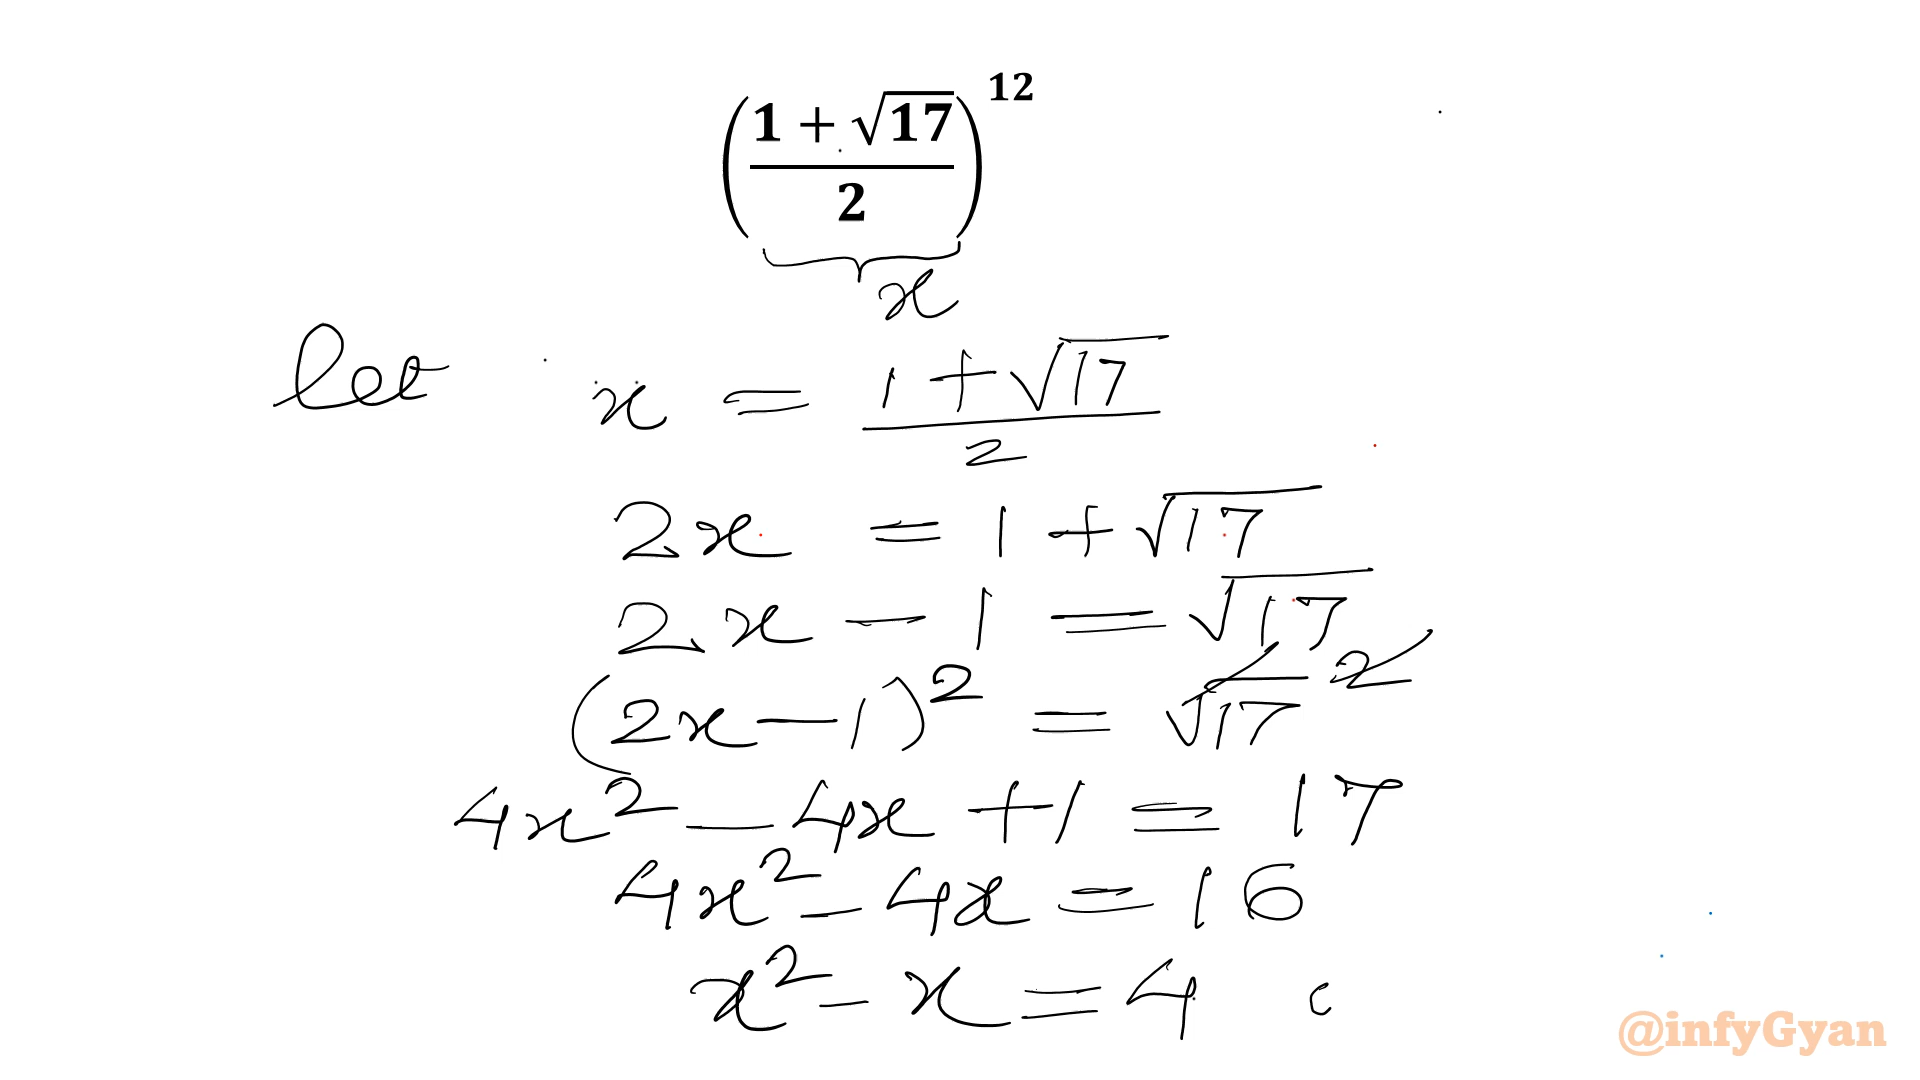 (1 + √17 / 2)^12
x
let x = 1 + √17 / 2
2x = 1 + √17
2x - 1 = √17
(2x - 1)^2 = √17^2
4x^2 - 4x + 1 = 17
4x^2 - 4x = 16
x^2 - x = 4
@infyGyan